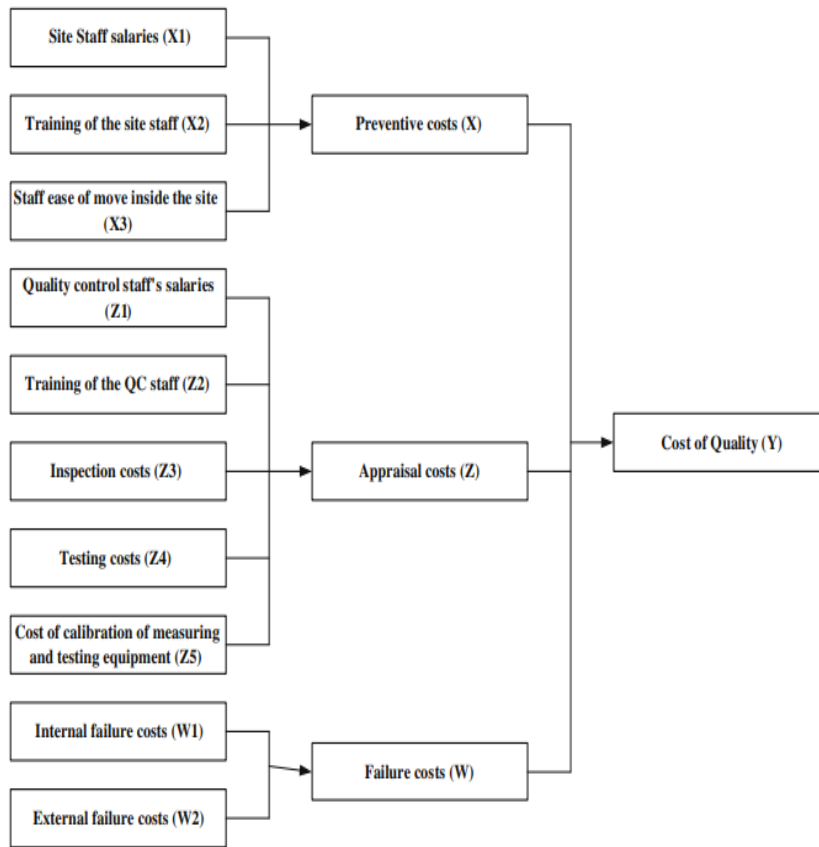 Site Staff salaries (X1)
Training of the site staff (X2)
Preventive costs (X)
Staff ease of move inside the site
(X3)
Quality control staff's salaries
(Z1)
Training of the QC staff (Z2)
Cost of Quality (Y)
Inspection costs (Z3)
Appraisal costs (Z)
Testing costs (Z4)
Cost of calibration of measuring
and testing equipment (Z5)
Internal failure costs (W1)
Failure costs (W)
External failure costs (W2)